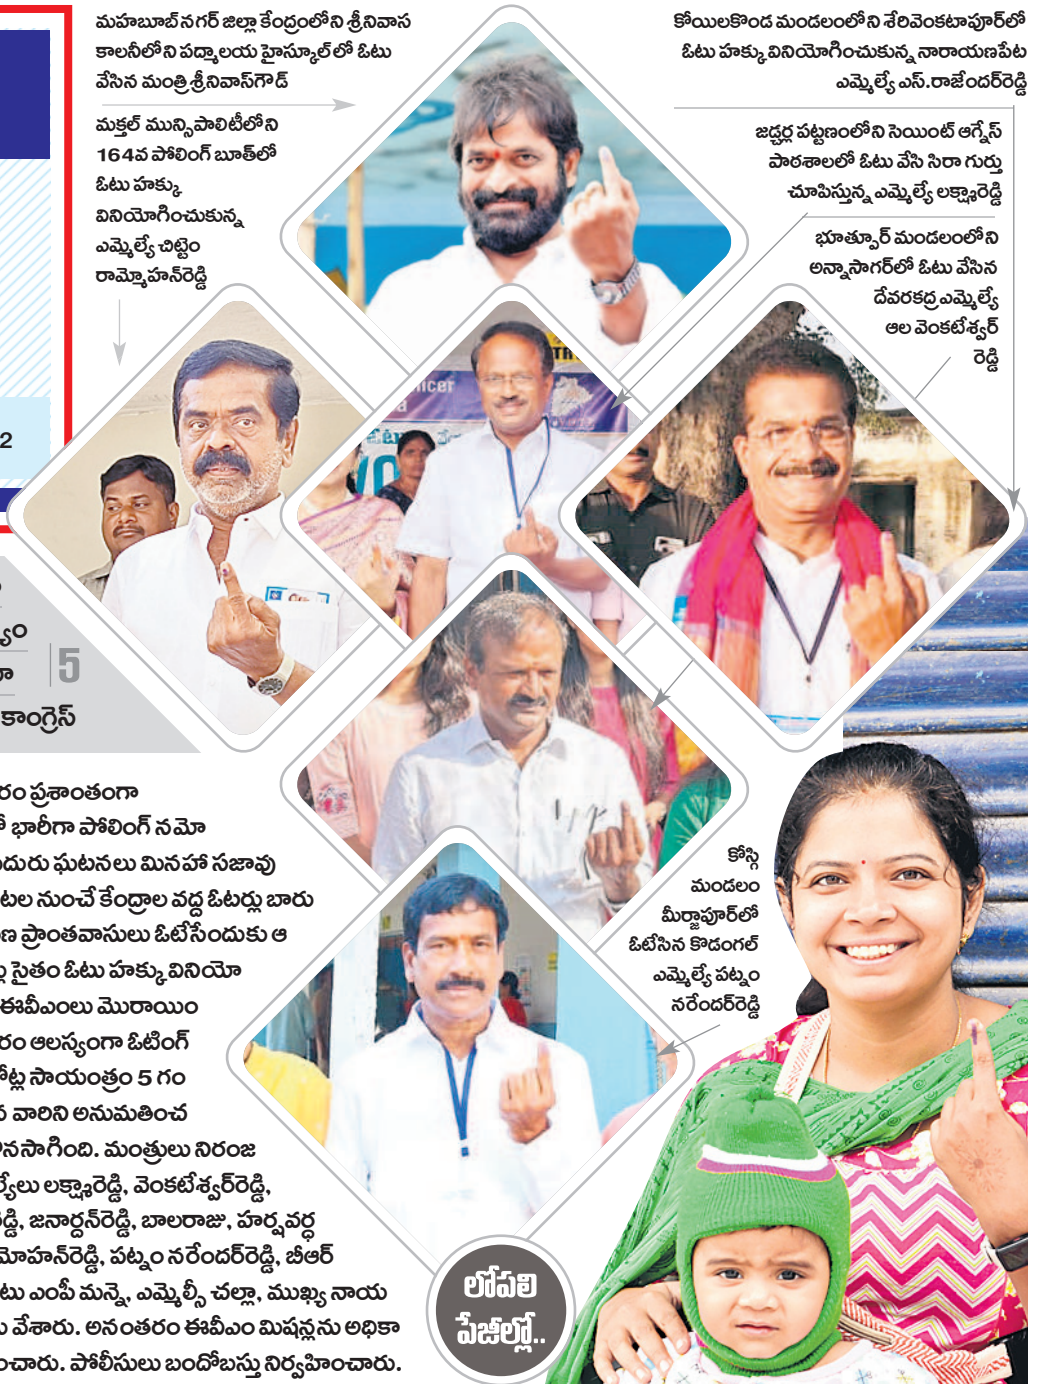 మహబూబ్ నగర్ జిల్లా కేంద్రంలోని శ్రీనివాస
కాలనీలోని పద్మాలయ హైస్కూల్ లో ఓటు
వేసిన మంత్రి శ్రీనివాస్ గౌడ్
మక్తల్ మున్సిపాలిటీలోని
164వ పోలింగ్ బూత్‌లో
ఓటు హక్కు
వినియోగించుకున్న
ఎమ్మెల్యే చిట్టెం
రామ్మోహన్‌రెడ్డి
కోయిలకొండ మండలంలోని శేరివెంకటాపూర్‌లో
ఓటు హక్కు వినియోగించుకున్న నారాయణపేట
ఎమ్మెల్యే ఎస్.రాజేందర్‌రెడ్డి
జడ్చర్ల పట్టణంలోని సెయింట్ ఆగ్నేస్
పాఠశాలలో ఓటు వేసి సిరా గుర్తు
చూపిస్తున్న ఎమ్మెల్యే లక్ష్మారెడ్డి
భూత్పూర్ మండలంలోని
అన్నాసాగర్‌లో ఓటు వేసిన
దేవరకద్ర ఎమ్మెల్యే
ఆల వెంకటేశ్వర్
రెడ్డి
2
5
కాంగ్రెస్
రం ప్రశాంతంగా
భారీగా పోలింగ్ నమో
దురు ఘటనలు మినహా సజావు
టల నుంచే కేంద్రాల వద్ద ఓటర్లు బారు
ణ ప్రాంతవాసులు ఓటేసేందుకు ఆ
సైతం ఓటు హక్కు వినియో
ఈవీఎంలు మొరాయిం
రం ఆలస్యంగా ఓటింగ్
సాయంత్రం 5 గం
వారిని అనుమతించ
నసాగింది. మంత్రులు నిరంజ
ల్యేలు లక్ష్మారెడ్డి, వెంకటేశ్వర్‌రెడ్డి,
రెడ్డి, జనార్దన్‌రెడ్డి, బాలరాజు, హర్షవర్ధ
మోహన్‌రెడ్డి, పట్నం నరేందర్‌రెడ్డి, బీఆర్
టు ఎంపీ మన్నె, ఎమ్మెల్సీ చల్లా, ముఖ్య నాయ
వేశారు. అనంతరం ఈవీఎం మిషన్లను అధికా
ంచారు. పోలీసులు బందోబస్తు నిర్వహించారు.
కోస్గి
మండలం
మీర్జాపూర్‌లో
ఓటేసిన కొడంగల్
ఎమ్మెల్యే పట్నం
నరేందర్‌రెడ్డి
లోపలి
పేజీల్లో..